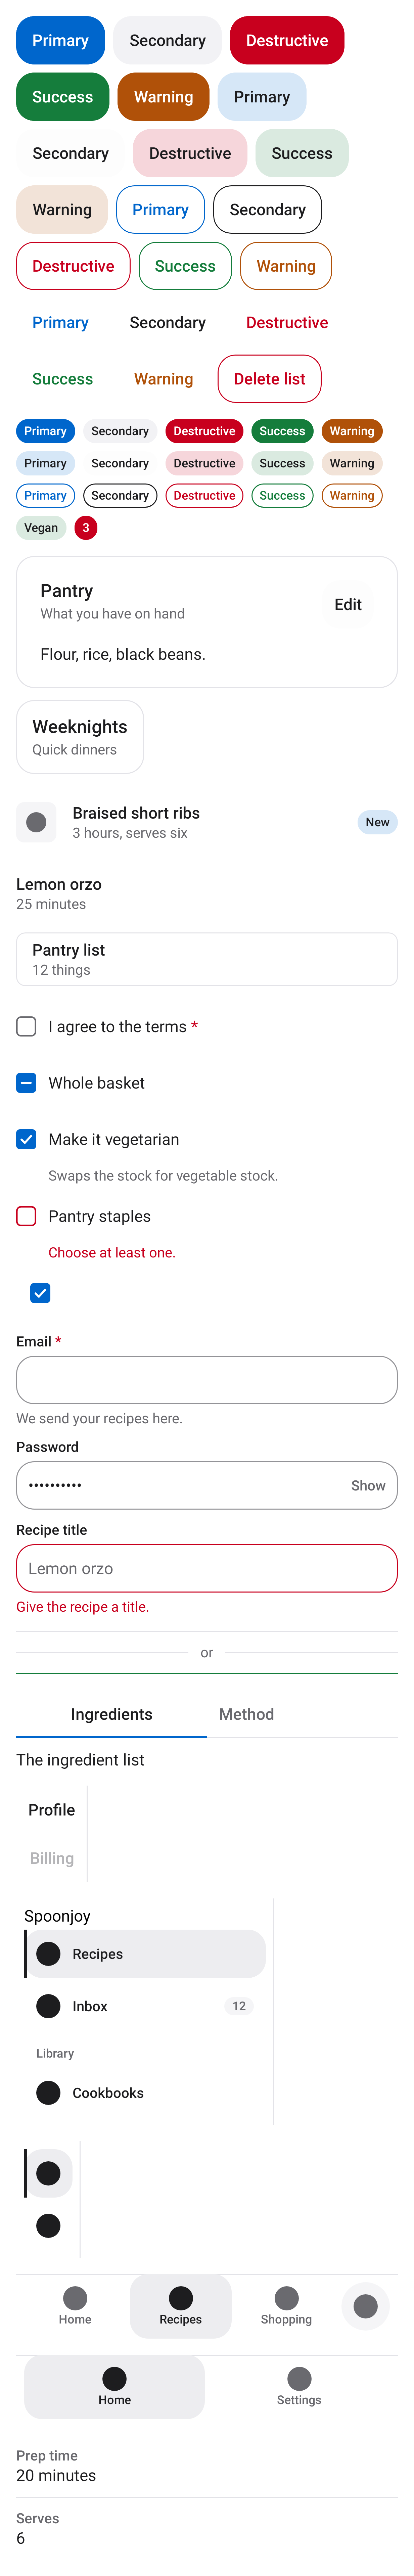 Primary Secondary Destructive
Success Warning Primary
Secondary Destructive Success
Warning Primary Secondary
Destructive Success Warning
Primary Secondary Destructive
Success Warning Delete list
Primary Secondary Destructive Success Warning
Primary Secondary Destructive Success Warning
Primary Secondary Destructive Success Warning
Vegan 3
Pantry
What you have on hand
Edit
Flour, rice, black beans.
Weeknights
Quick dinners
Braised short ribs
3 hours, serves six
New
Lemon orzo
25 minutes
Pantry list
12 things
I agree to the terms *
Whole basket
Make it vegetarian
Swaps the stock for vegetable stock.
Pantry staples
Choose at least one.
Email *
We send your recipes here.
Password
•••••••••• Show
Recipe title
Lemon orzo
Give the recipe a title.
or
Ingredients Method
The ingredient list
Profile
Billing
Spoonjoy
Recipes
Inbox 12
Library
Cookbooks
Home Recipes Shopping
Home Settings
Prep time
20 minutes
Serves
6